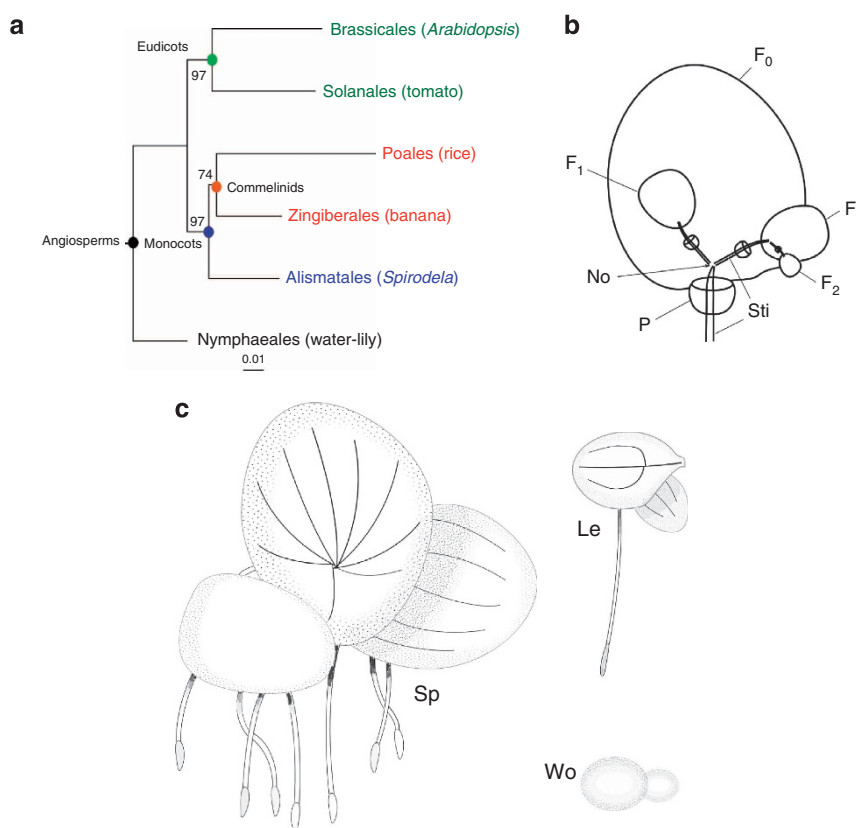 a
Eudicots
97
Brassicales (Arabidopsis)
Solanales (tomato)
74
Commelinids
Poales (rice)
Zingiberales (banana)
97
Angiosperms
Monocots
Alismatales (Spirodela)
Nymphaeales (water-lily)
0.01
b
F0
F1
F
F2
No
P
Sti
c
Sp
Le
Wo